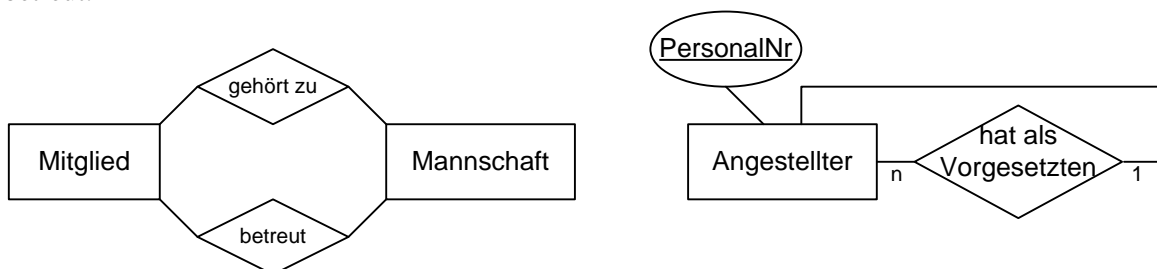 gehört zu
Mitglied
Mannschaft
betreut
PersonalNr
Angestellter
n
hat als
Vorgesetzten
1